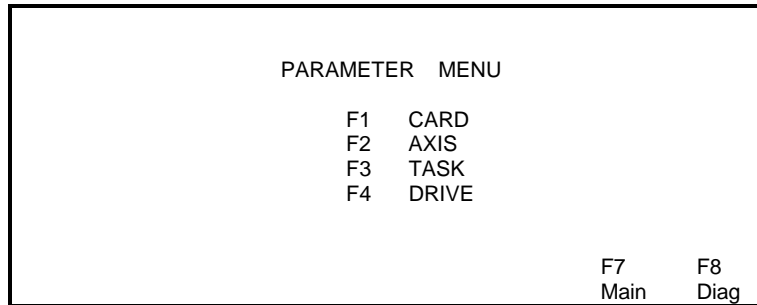 PARAMETER MENU
F1 CARD
F2 AXIS
F3 TASK
F4 DRIVE
F7 F8
Main Diag